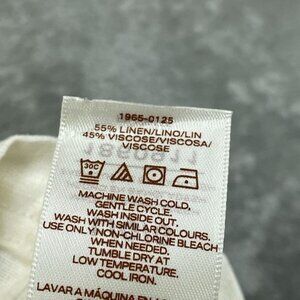 1965-0125
55% LINEN/LINO/LIN
45% VISCOSE/VISCOSA/
VISCOSE
30C
MACHINE WASH COLD,
GENTLE CYCLE.
WASH INSIDE OUT.
WASH WITH SIMILAR COLOURS.
USE ONLY NON-CHLORINE BLEACH
WHEN NEEDED.
TUMBLE DRY AT
LOW TEMPERATURE.
COOL IRON.
LAVAR A MÁQUINA EN